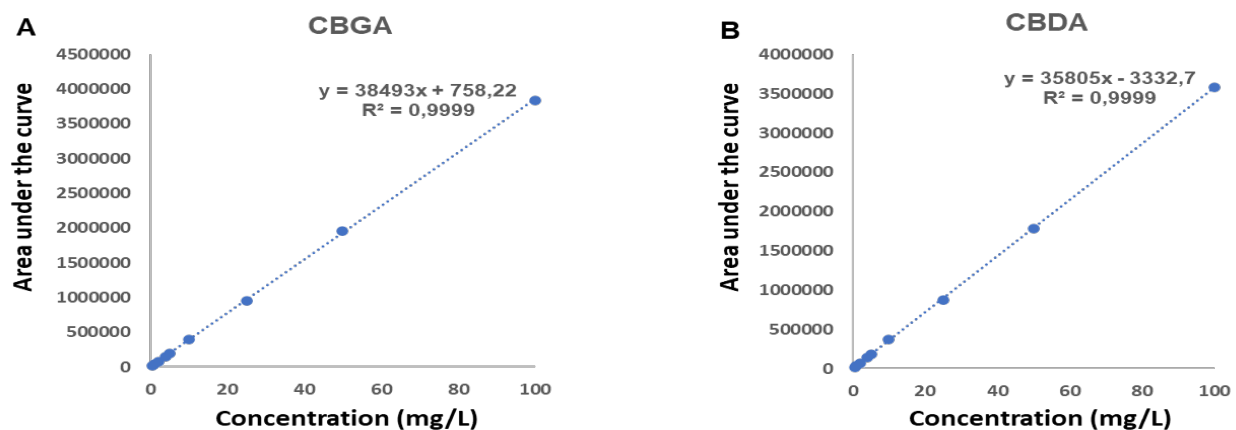 A
CBGA
y = 38493x + 758,22
R² = 0,9999
4500000
4000000
3500000
3000000
2500000
2000000
1500000
1000000
500000
0
Area under the curve
0 20 40 60 80 100
Concentration (mg/L)
B
CBDA
y = 35805x - 3332,7
R² = 0,9999
4000000
3500000
3000000
2500000
2000000
1500000
1000000
500000
0
Area under the curve
0 20 40 60 80 100
Concentration (mg/L)